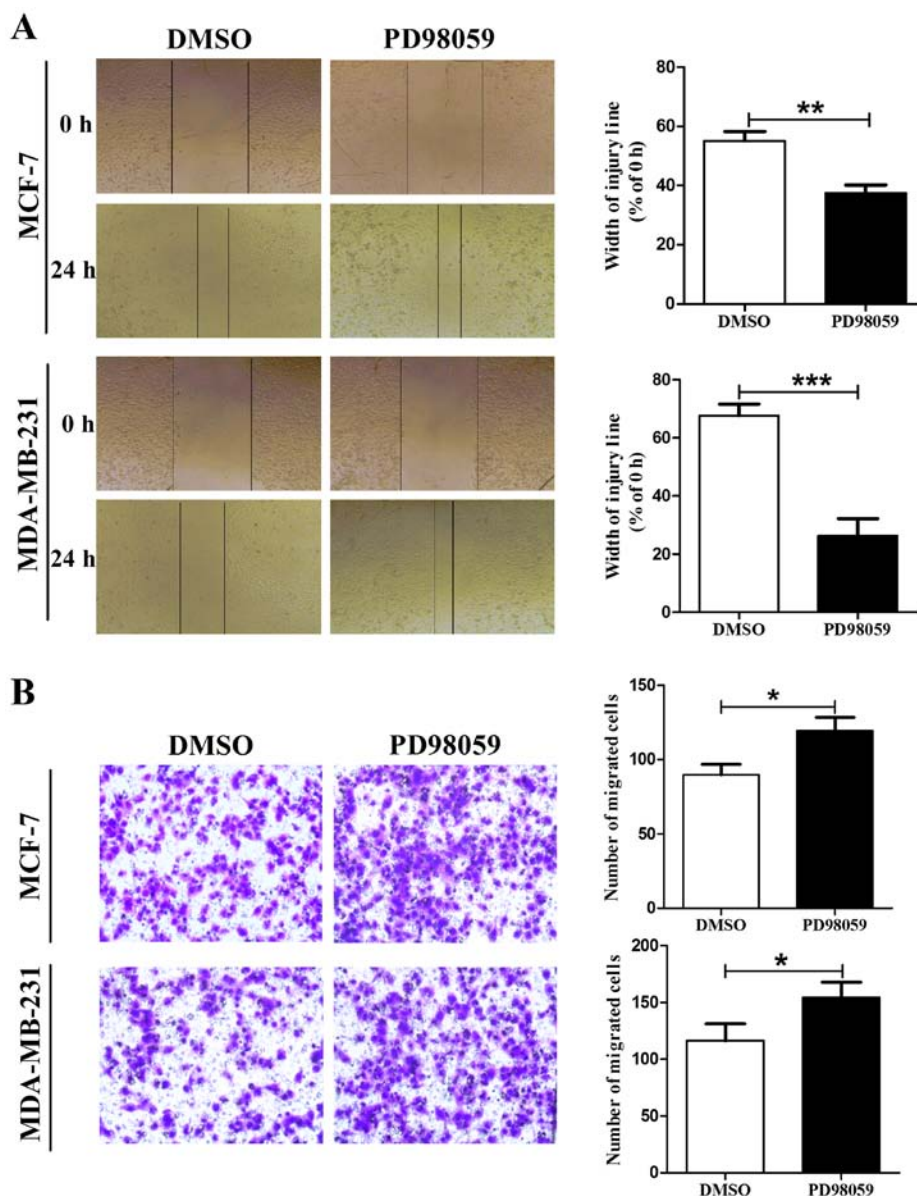 A
DMSO
PD98059
MCF-7
0 h
24 h
MDA-MB-231
0 h
24 h
Width of injury line
(% of 0 h)
80
60
40
20
0
**
DMSO
PD98059
Width of injury line
(% of 0 h)
80
60
40
20
0
***
DMSO
PD98059
B
DMSO
PD98059
MCF-7
MDA-MB-231
Number of migrated cells
150
100
50
0
*
DMSO
PD98059
Number of migrated cells
200
150
100
50
0
*
DMSO
PD98059